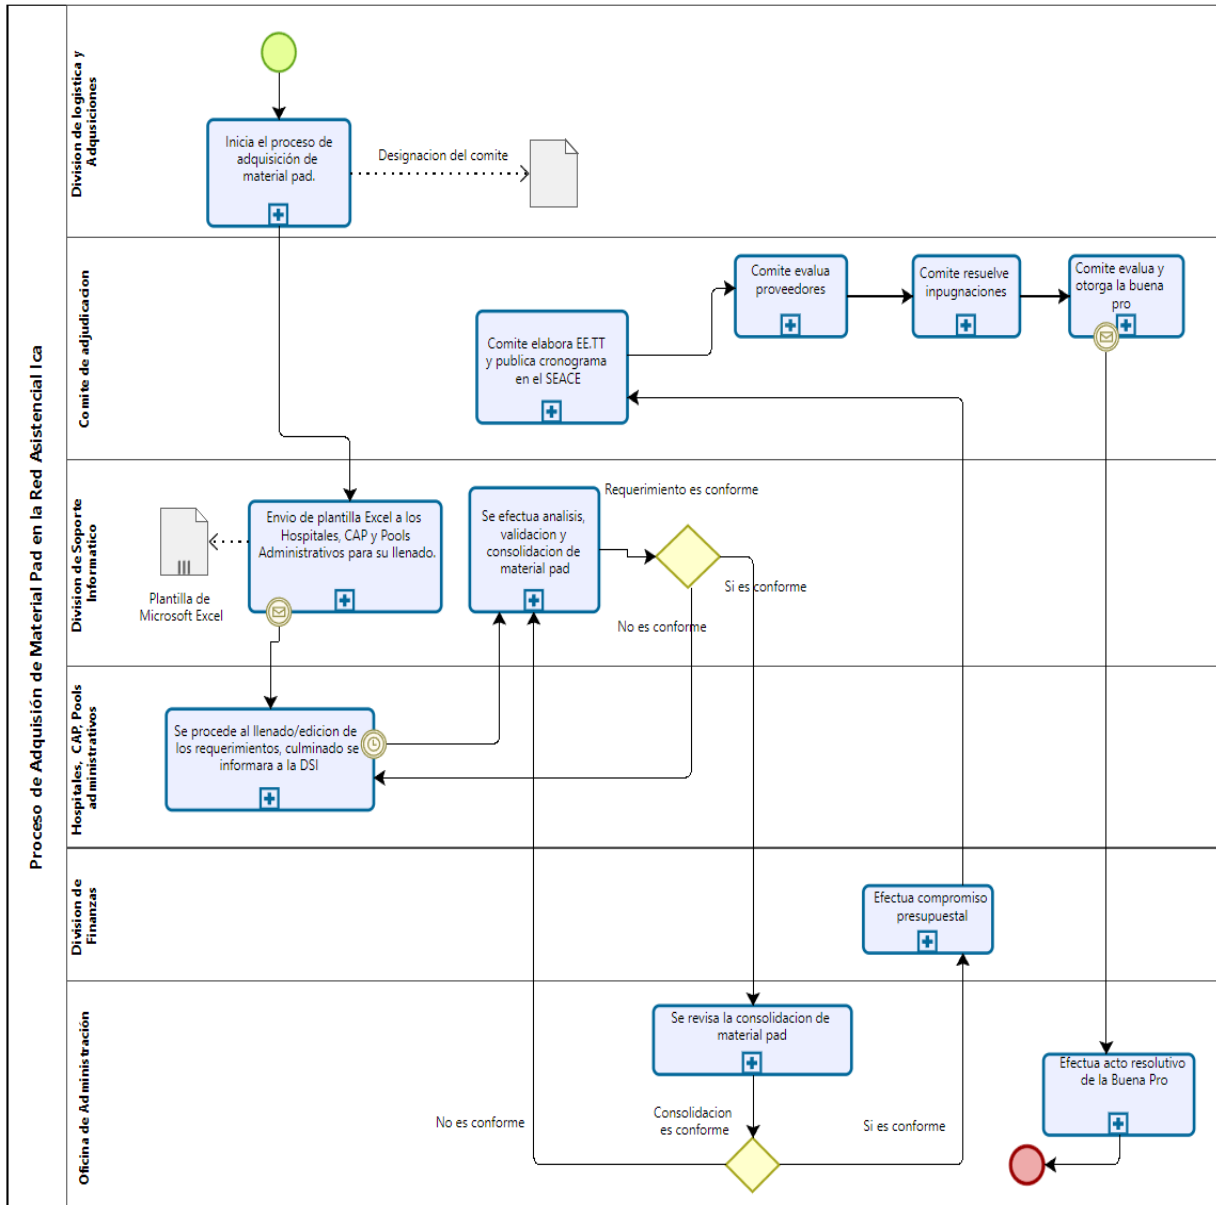 Proceso de Adquisión de Material Pad en la Red Asistencial Ica
Division de logistica y
Adqusiciones
Inicia el proceso de
adquisición de
material pad.
Designacion del comite
Comite de adjudicacion
Comite elabora EE.TT
y publica cronograma
en el SEACE
Comite evalua
proveedores
Comite resuelve
inpugnaciones
Comite evalua y
otorga la buena
pro
Division de Soporte
Informatico
Envio de plantilla Excel a los
Hospitales, CAP y Pools
Administrativos para su llenado.
Plantilla de
Microsoft Excel
Se efectua analisis,
validacion y
consolidacion de
material pad
Requerimiento es conforme
Si es conforme
No es conforme
Hospitales, CAP, Pools
administrativos
Se procede al llenado/edicion de
los requerimientos, culminado se
informara a la DSI
Division de
Finanzas
Efectua compromiso
presupuestal
Oficina de Administración
Se revisa la consolidacion de
material pad
Consolidacion
es conforme
No es conforme
Si es conforme
Efectua acto resolutivo
de la Buena Pro